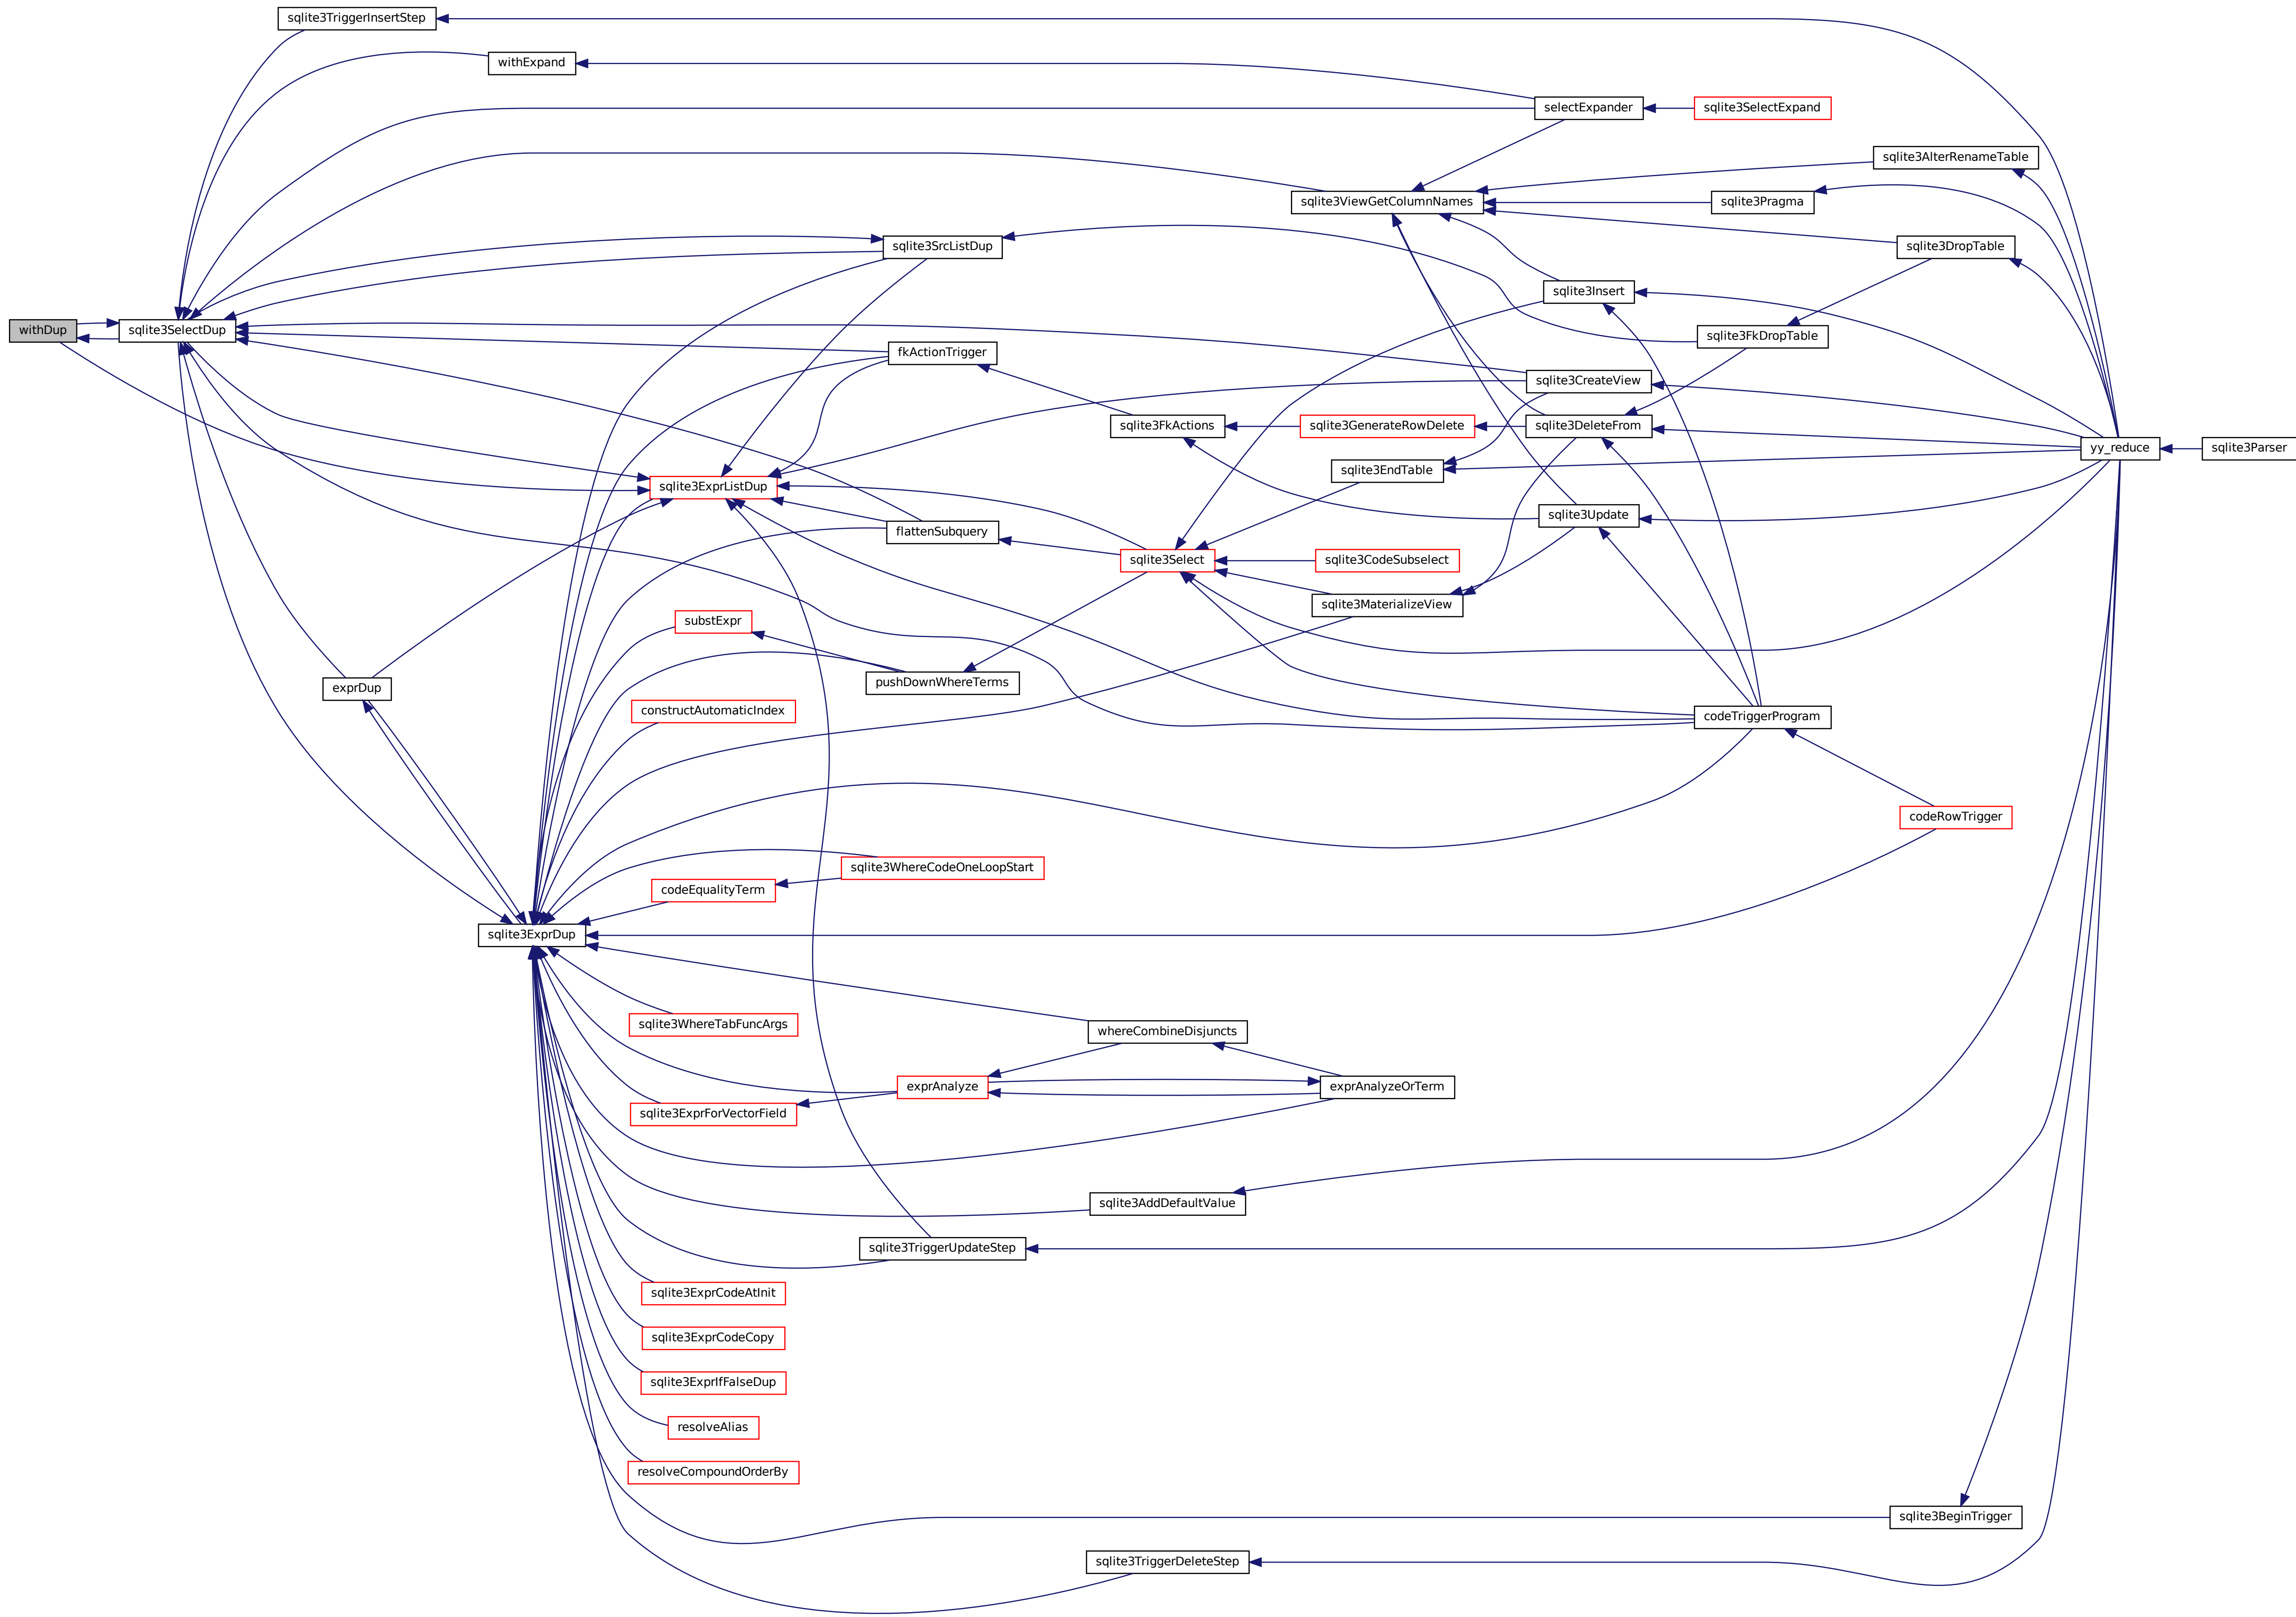 sqlite3TriggerInsertStep
withExpand
selectExpander
sqlite3SelectExpand
sqlite3AlterRenameTable
sqlite3ViewGetColumnNames
sqlite3Pragma
sqlite3SrcListDup
sqlite3DropTable
sqlite3Insert
withDup
sqlite3SelectDup
sqlite3FkDropTable
fkActionTrigger
sqlite3CreateView
sqlite3FkActions
sqlite3GenerateRowDelete
sqlite3DeleteFrom
yy_reduce
sqlite3Parser
sqlite3EndTable
sqlite3ExprListDup
sqlite3Update
flattenSubquery
sqlite3Select
sqlite3CodeSubselect
sqlite3MaterializeView
substExpr
exprDup
pushDownWhereTerms
constructAutomaticIndex
codeTriggerProgram
codeRowTrigger
sqlite3WhereCodeOneLoopStart
codeEqualityTerm
sqlite3ExprDup
sqlite3WhereTabFuncArgs
whereCombineDisjuncts
exprAnalyze
exprAnalyzeOrTerm
sqlite3ExprForVectorField
sqlite3AddDefaultValue
sqlite3TriggerUpdateStep
sqlite3ExprCodeAtInit
sqlite3ExprCodeCopy
sqlite3ExprIfFalseDup
resolveAlias
resolveCompoundOrderBy
sqlite3BeginTrigger
sqlite3TriggerDeleteStep